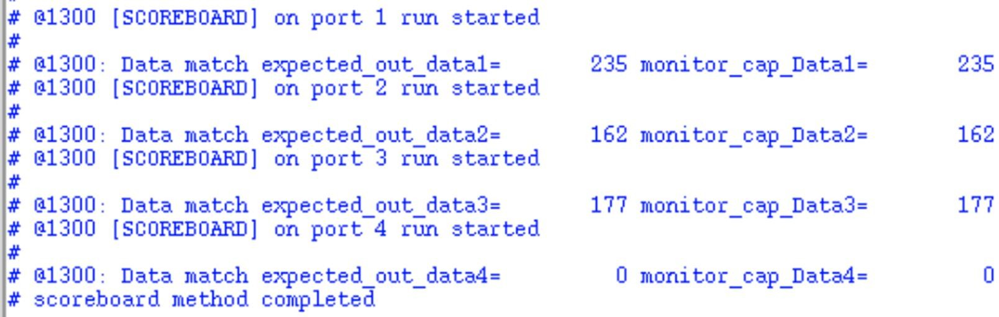 # @1300 [SCOREBOARD] on port 1 run started
#
# @1300: Data match expected_out_data1= 235 monitor_cap_Data1= 235
# @1300 [SCOREBOARD] on port 2 run started
#
# @1300: Data match expected_out_data2= 162 monitor_cap_Data2= 162
# @1300 [SCOREBOARD] on port 3 run started
#
# @1300: Data match expected_out_data3= 177 monitor_cap_Data3= 177
# @1300 [SCOREBOARD] on port 4 run started
#
# @1300: Data match expected_out_data4= 0 monitor_cap_Data4= 0
# scoreboard method completed